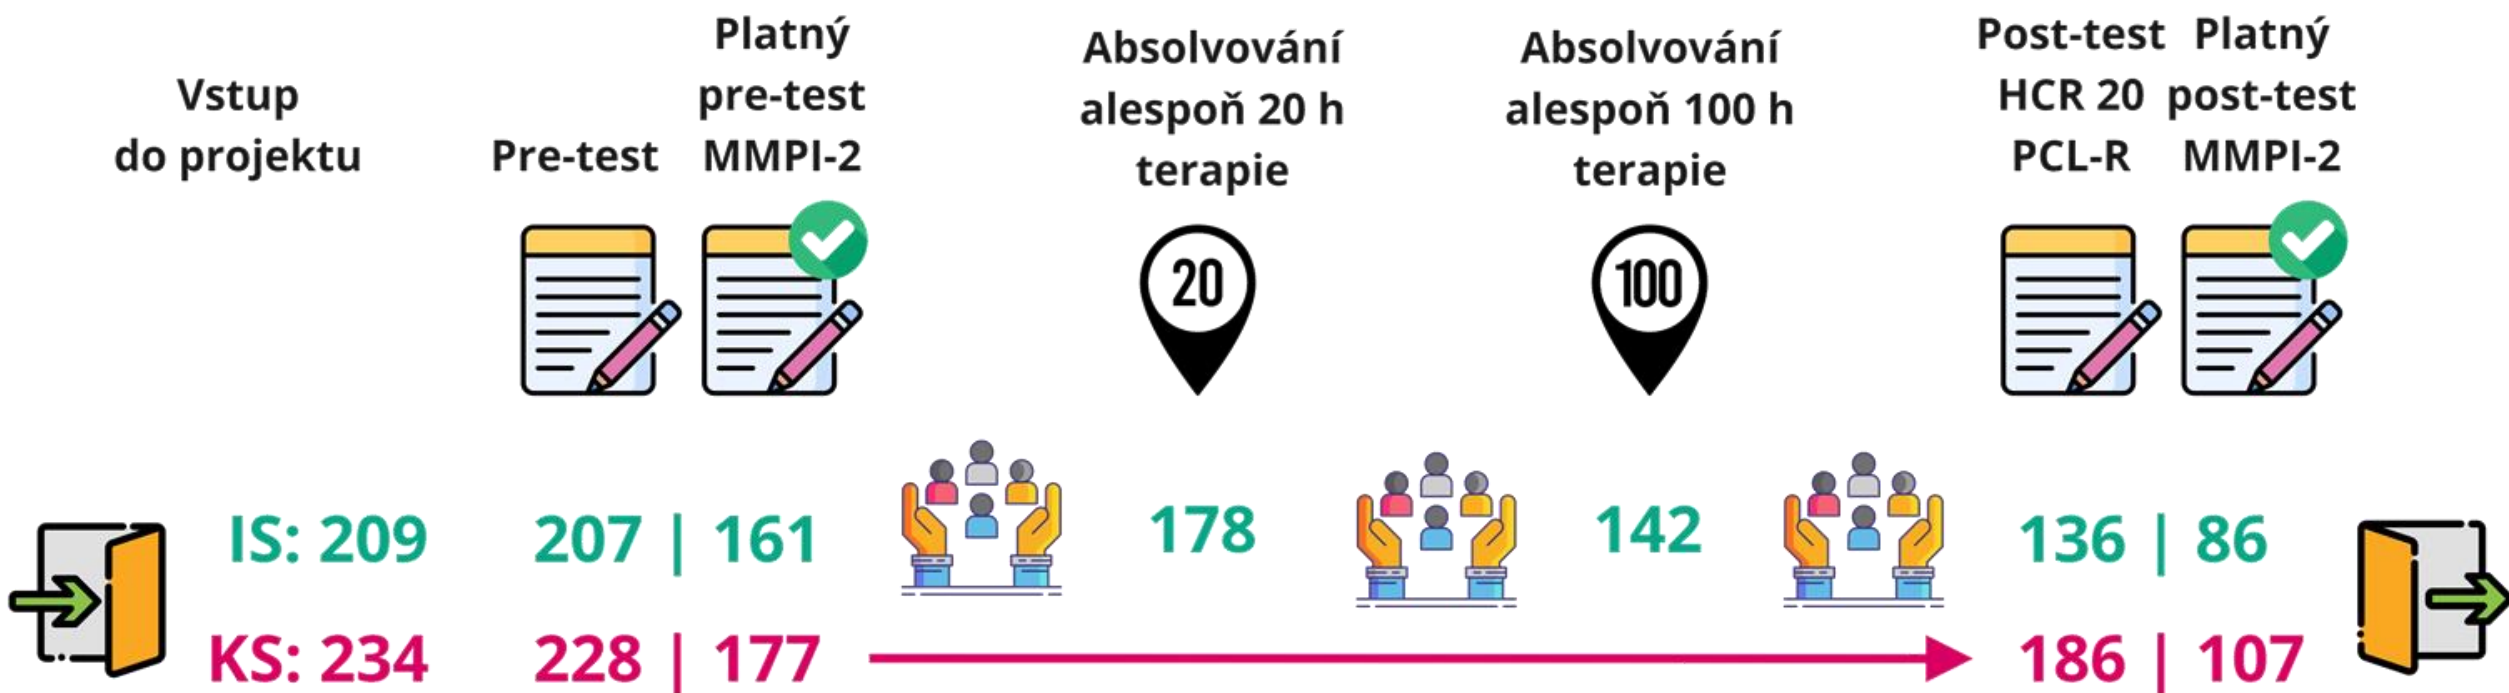 Vstup
do projektu
Pre-test
Platný
pre-test
MMPI-2
Absolvování
alespoň 20 h
terapie
Absolvování
alespoň 100 h
terapie
Post-test
HCR 20
PCL-R
Platný
post-test
MMPI-2
20
100
IS: 209
207 | 161
178
142
136 | 86
KS: 234
228 | 177
186 | 107